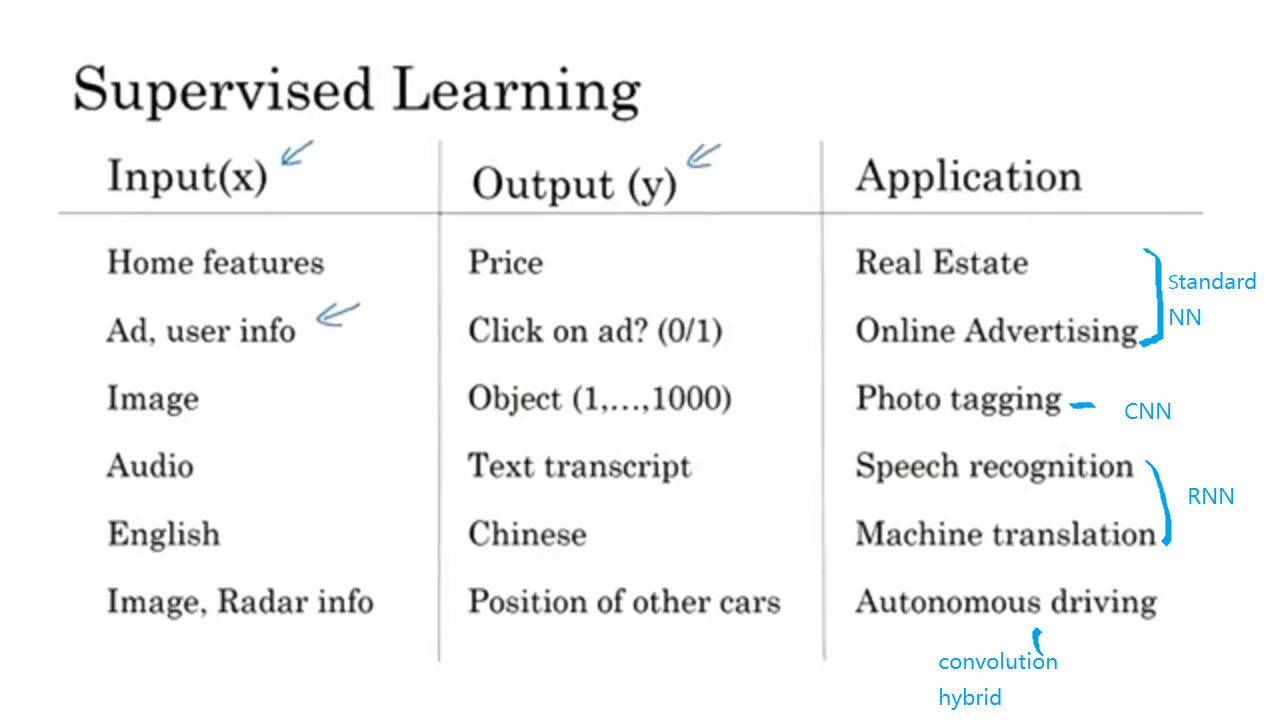 Supervised Learning
Input(x) Output (y) Application
Home features Price Real Estate
Standard
Ad, user info Click on ad? (0/1) Online Advertising NN
Image Object (1,...,1000) Photo tagging CNN
Audio Text transcript Speech recognition
RNN
English Chinese Machine translation
Image, Radar info Position of other cars Autonomous driving
convolution
hybrid